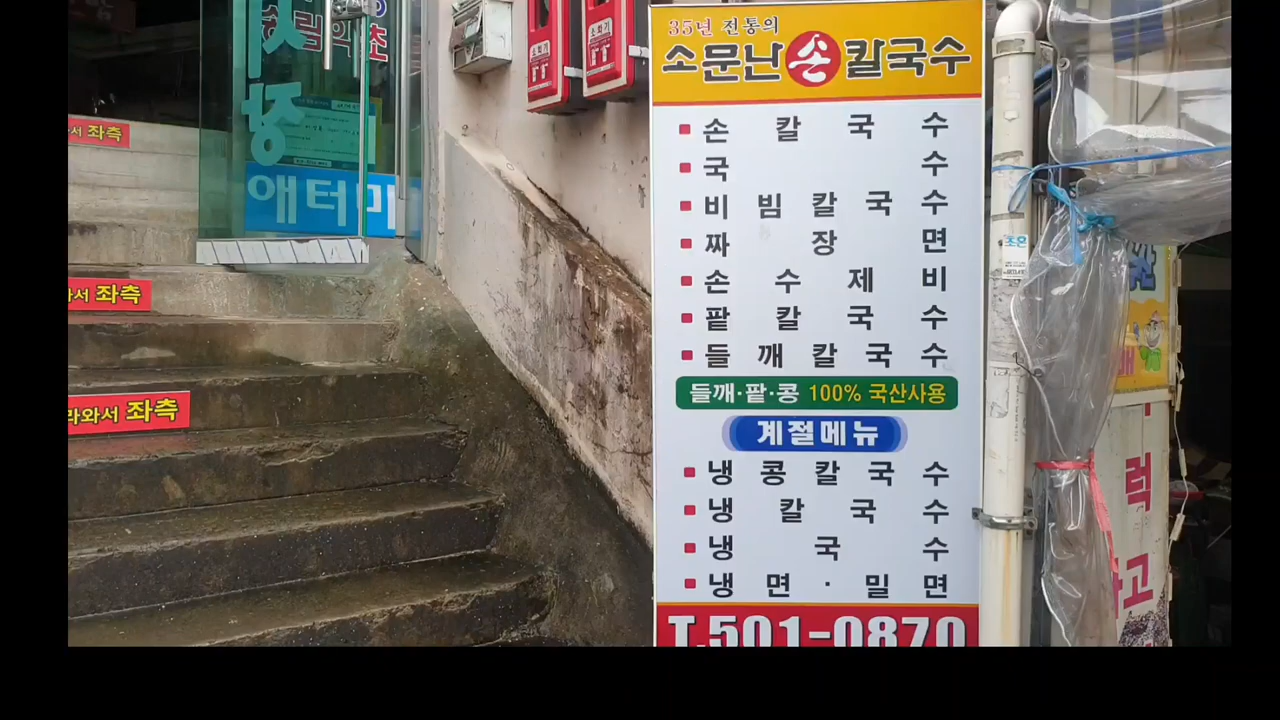 35년 전통의
소문난 손 칼국수
손칼국수
국수
비빔칼국수
짜장면
손수제비
팥칼국수
들깨칼국수
들깨·팥·콩 100% 국산사용
계절메뉴
냉콩칼국수
냉칼국수
냉국수
냉면·밀면
T.501-0870
소화기
소화기
애터미
서 좌측
와서 좌측
라와서 좌측
럭
고